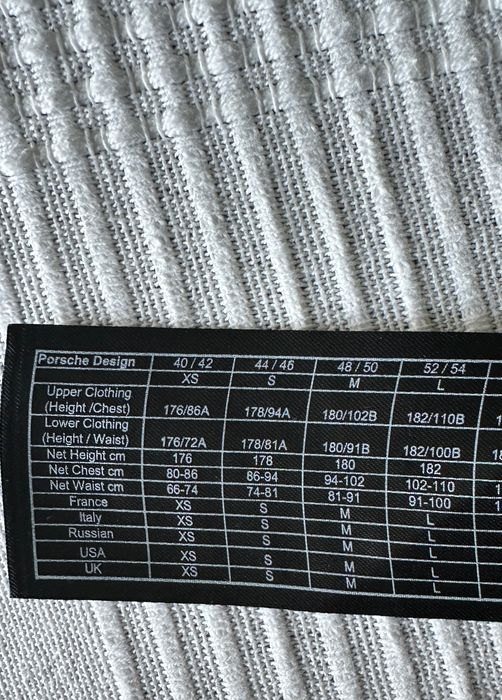 Porsche Design 40 / 42 44 / 46 48 / 50 52 / 54
XS S M L
Upper Clothing
(Height /Chest) 176/86A 178/94A 180/102B 182/110B
Lower Clothing
(Height / Waist) 176/72A 178/81A 180/91B 182/100B
Net Height cm 176 178 180 182
Net Chest cm 80-86 86-94 94-102 102-110
Net Waist cm 66-74 74-81 81-91 91-100
France XS S M L
Italy XS S M L
Russian XS S M L
USA XS S M L
UK XS S M L